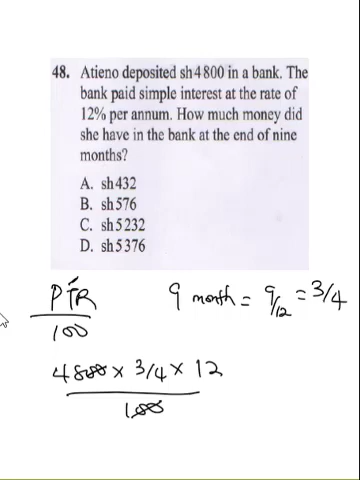 48. Atieno deposited sh4800 in a bank. The
bank paid simple interest at the rate of
12% per annum. How much money did
she have in the bank at the end of nine
months?
A. sh432
B. sh576
C. sh5232
D. sh5376
PTR
100
9 month = 9/12 = 3/4
4800 × 3/4 × 12
100